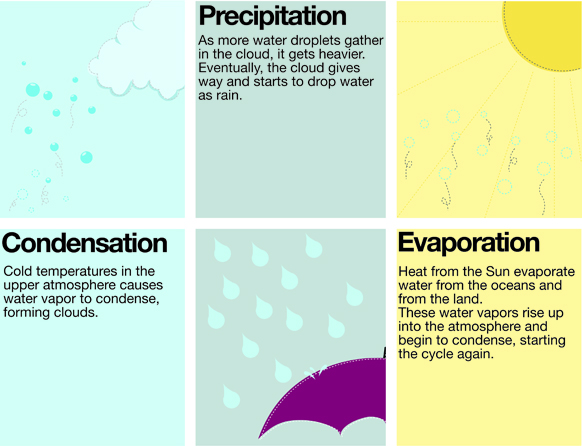 Precipitation
As more water droplets gather
in the cloud, it gets heavier.
Eventually, the cloud gives
way and starts to drop water
as rain.
Condensation
Cold temperatures in the
upper atmosphere causes
water vapor to condense,
forming clouds.
Evaporation
Heat from the Sun evaporate
water from the oceans and
from the land.
These water vapors rise up
into the atmosphere and
begin to condense, starting
the cycle again.